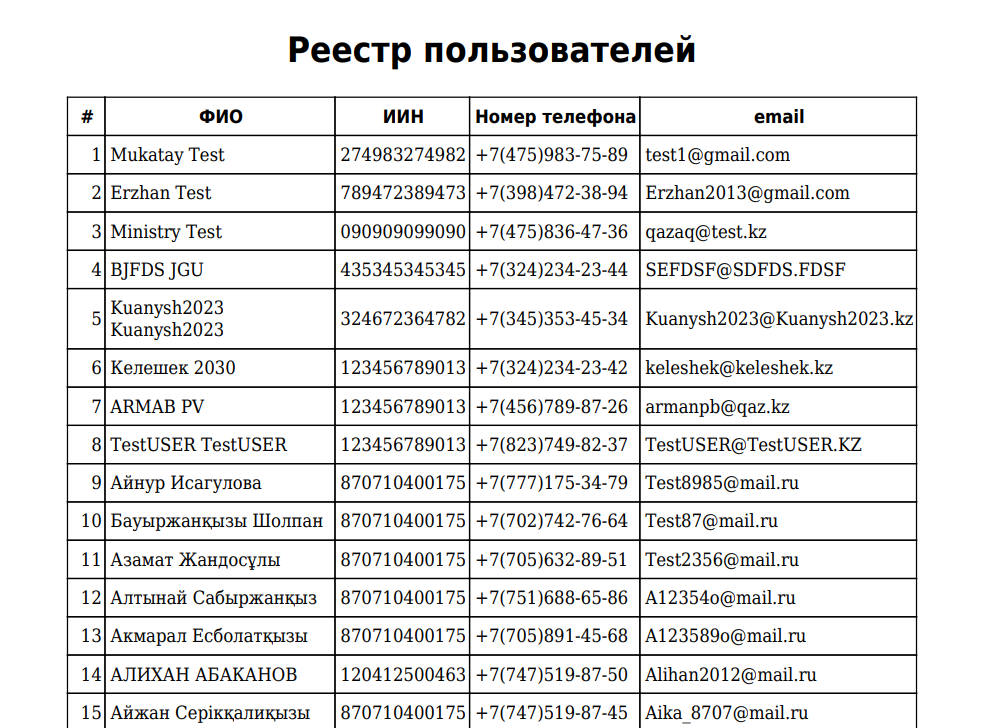 Реестр пользователей
# ФИО ИИН Номер телефона email
1 Mukatay Test 274983274982 +7(475)983-75-89 test1@gmail.com
2 Erzhan Test 789472389473 +7(398)472-38-94 Erzhan2013@gmail.com
3 Ministry Test 090909099090 +7(475)836-47-36 qazaq@test.kz
4 BJFDS JGU 435345345345 +7(324)234-23-44 SEFDSF@SDFDS.FDSF
5 Kuanysh2023
Kuanysh2023 324672364782 +7(345)353-45-34 Kuanysh2023@Kuanysh2023.kz
6 Келешек 2030 123456789013 +7(324)234-23-42 keleshek@keleshek.kz
7 ARMAB PV 123456789013 +7(456)789-87-26 armanpb@qaz.kz
8 TestUSER TestUSER 123456789013 +7(823)749-82-37 TestUSER@TestUSER.KZ
9 Айнур Исагулова 870710400175 +7(777)175-34-79 Test8985@mail.ru
10 Бауыржанқызы Шолпан 870710400175 +7(702)742-76-64 Test87@mail.ru
11 Азамат Жандосұлы 870710400175 +7(705)632-89-51 Test2356@mail.ru
12 Алтынай Сабыржанқыз 870710400175 +7(751)688-65-86 A12354o@mail.ru
13 Акмарал Есболатқызы 870710400175 +7(705)891-45-68 A123589o@mail.ru
14 АЛИХАН АБАКАНОВ 120412500463 +7(747)519-87-50 Alihan2012@mail.ru
15 Айжан Серікқалиқызы 870710400175 +7(747)519-87-45 Aika_8707@mail.ru